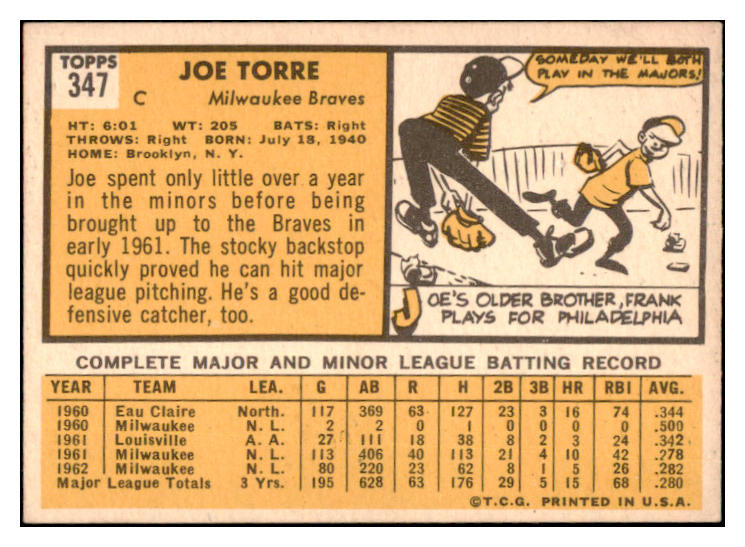 TOPPS
347
JOE TORRE
C Milwaukee Braves
HT: 6:01 WT: 205 BATS: Right
THROWS: Right BORN: July 18, 1940
HOME: Brooklyn, N. Y.
Joe spent only little over a year
in the minors before being
brought up to the Braves in
early 1961. The stocky backstop
quickly proved he can hit major
league pitching. He's a good de-
fensive catcher, too.
SOMEDAY WE'LL BOTH
PLAY IN THE MAJORS!
JOE'S OLDER BROTHER, FRANK
PLAYS FOR PHILADELPHIA
COMPLETE MAJOR AND MINOR LEAGUE BATTING RECORD
YEAR TEAM LEA. G AB R H 2B 3B HR RBI AVG.
1960 Eau Claire North. 117 369 63 127 23 3 16 74 .344
1960 Milwaukee N. L. 2 2 0 1 0 0 0 0 .500
1961 Louisville A. A. 27 111 18 38 8 2 3 24 .342
1961 Milwaukee N. L. 113 406 40 113 21 4 10 42 .278
1962 Milwaukee N. L. 80 220 23 62 8 1 5 26 .282
Major League Totals 3 Yrs. 195 628 63 176 29 5 15 68 .280
©T.C.G. PRINTED IN U.S.A.